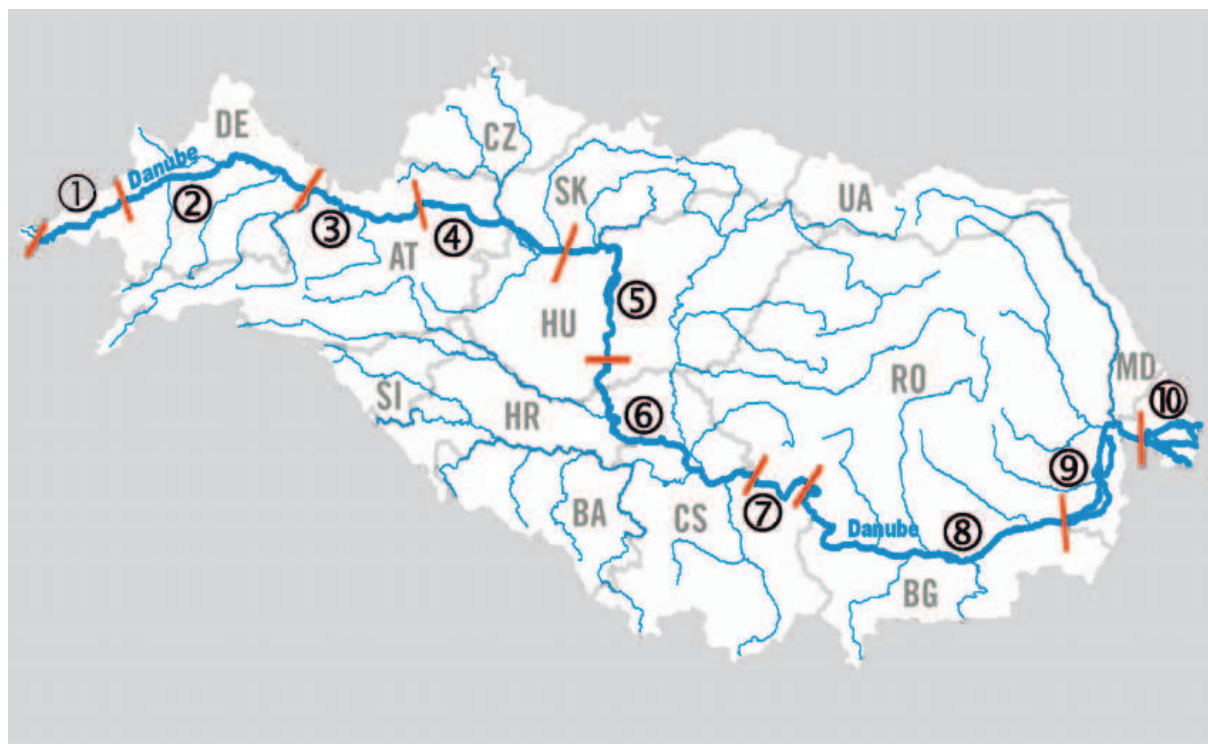 DE
CZ
①
Danube
②
SK
UA
③
④
AT
⑤
HU
RO
MD
SI
HR
⑥
⑩
⑨
BA
CS
⑦
Danube
⑧
BG